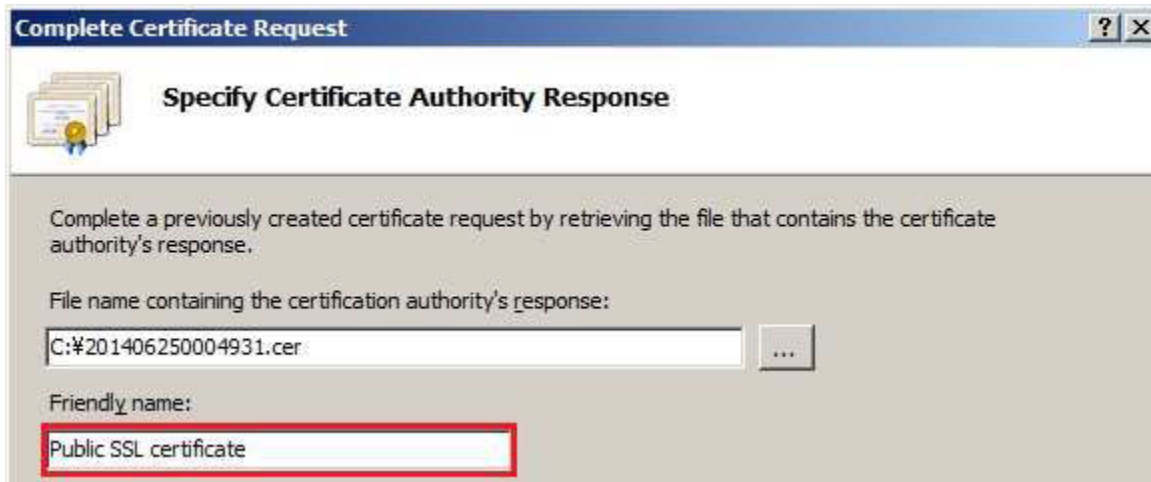 Complete Certificate Request
Specify Certificate Authority Response
Complete a previously created certificate request by retrieving the file that contains the certificate
authority's response.
File name containing the certification authority's response:
C:¥201406250004931.cer
...
Friendly name:
Public SSL certificate